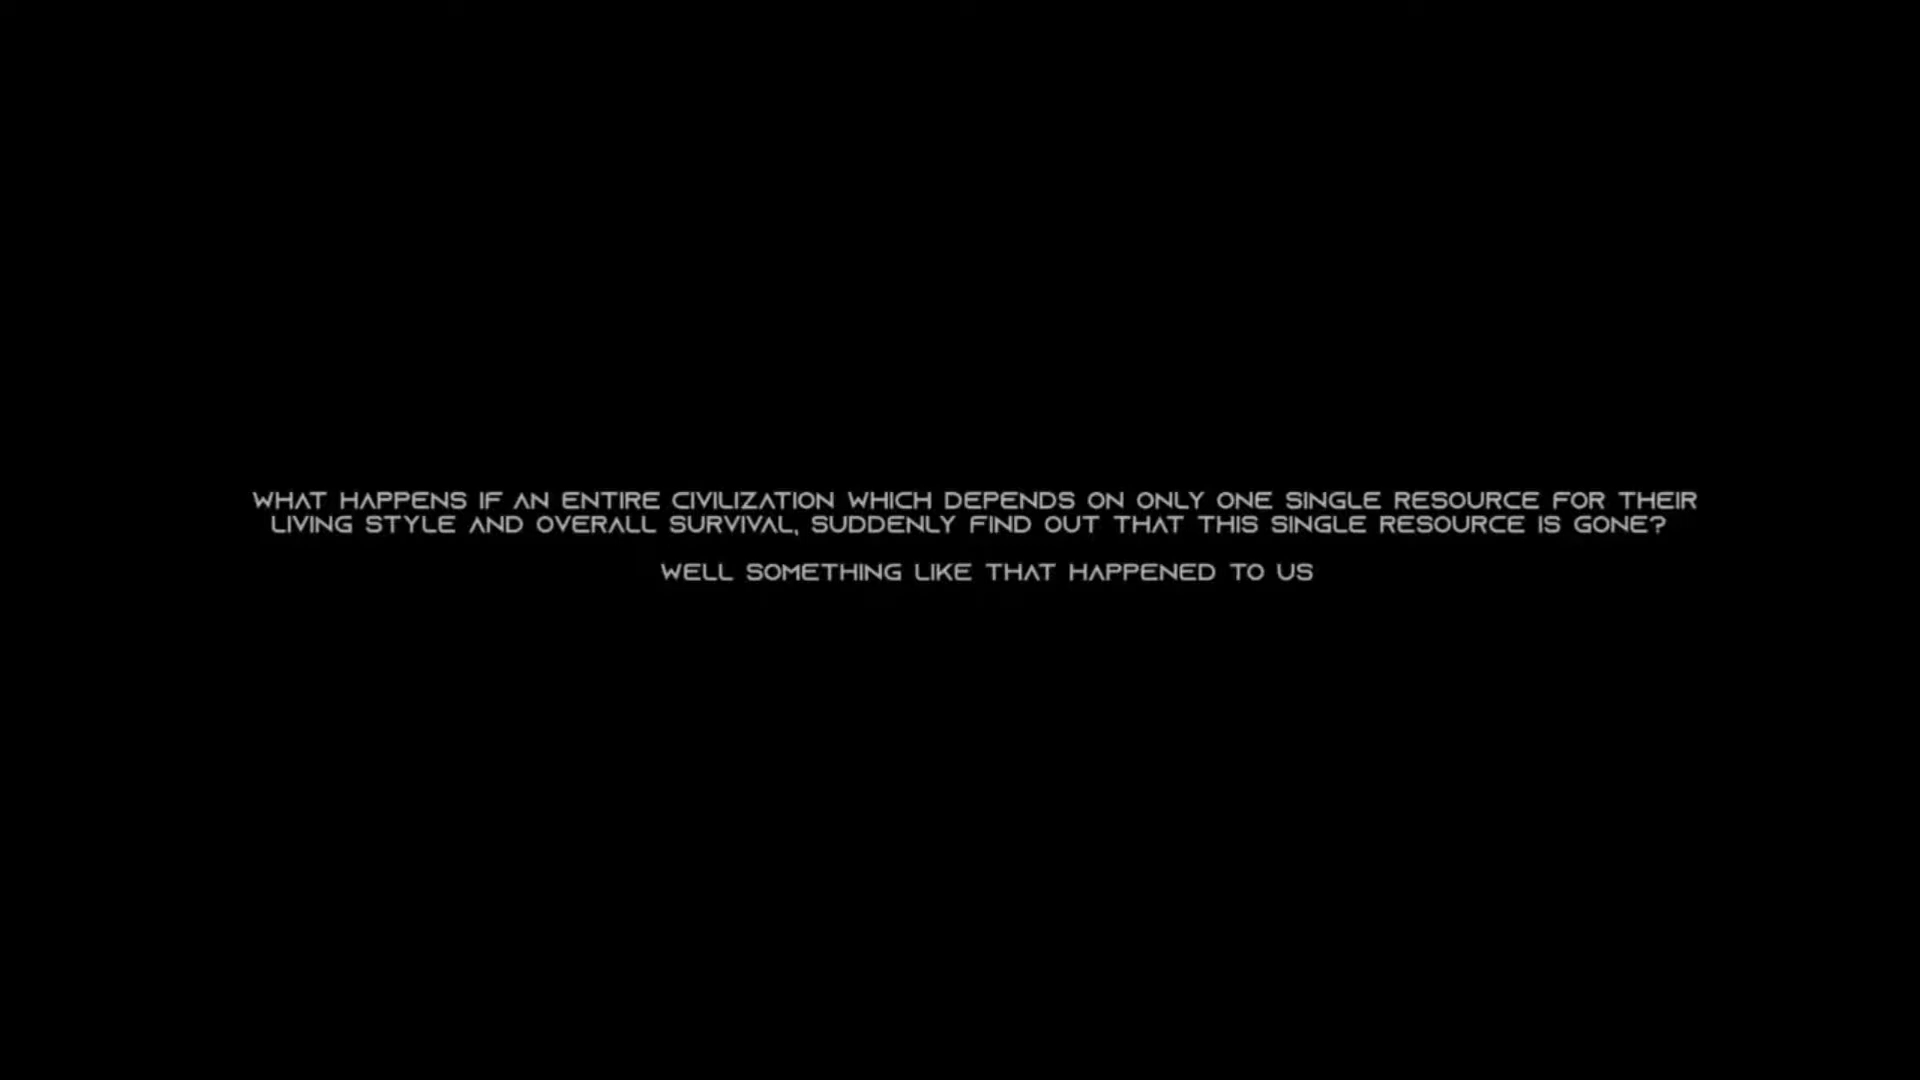 WHAT HAPPENS IF AN ENTIRE CIVILIZATION WHICH DEPENDS ON ONLY ONE SINGLE RESOURCE FOR THEIR
LIVING STYLE AND OVERALL SURVIVAL, SUDDENLY FIND OUT THAT THIS SINGLE RESOURCE IS GONE?
WELL SOMETHING LIKE THAT HAPPENED TO US